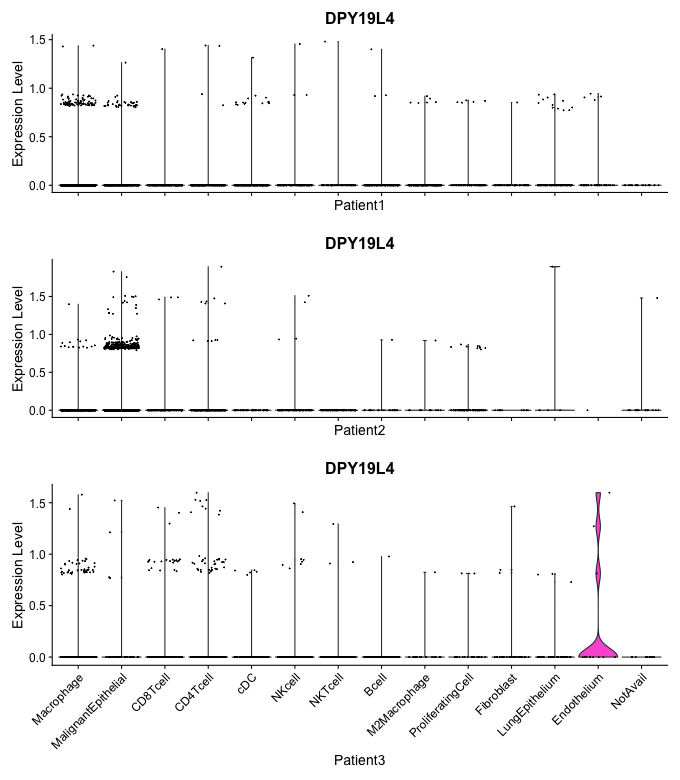 DPY19L4
Expression Level
1.5
1.0
0.5
0.0
Patient1
DPY19L4
Expression Level
1.5
1.0
0.5
0.0
Patient2
DPY19L4
Expression Level
1.5
1.0
0.5
0.0
Macrophage
MalignantEpithelial
CD8Tcell
CD4Tcell
cDC
NKcell
NKTcell
Bcell
M2Macrophage
ProliferatingCell
Fibroblast
LungEpithelium
Endothelium
NotAvail
Patient3